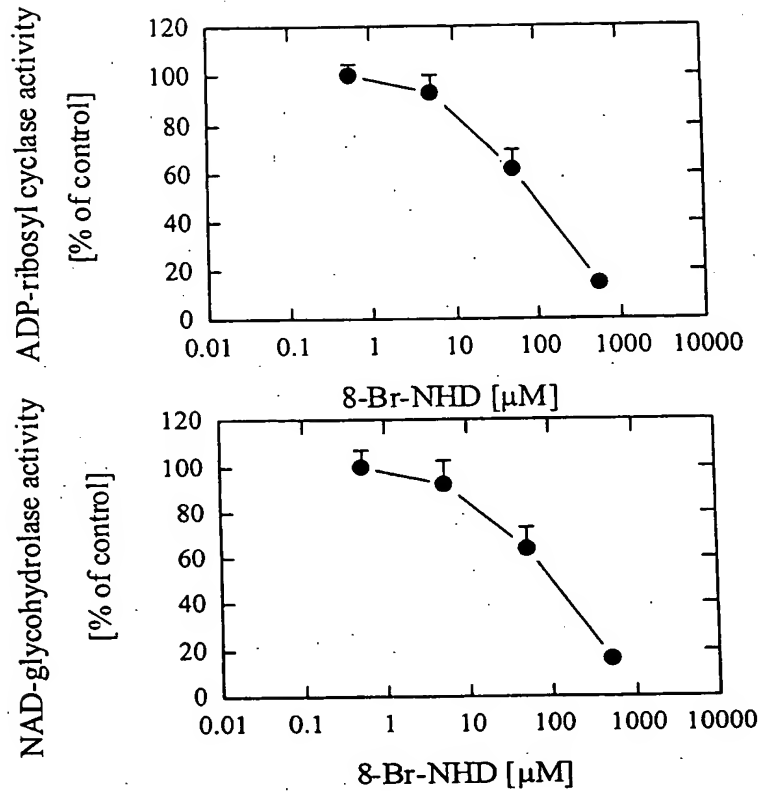 ADP-ribosyl cyclase activity
[% of control]
120
100
80
60
40
20
0
0.01 0.1 1 10 100 1000 10000
8-Br-NHD [μM]
NAD-glycohydrolase activity
[% of control]
120
100
80
60
40
20
0
0.01 0.1 1 10 100 1000 10000
8-Br-NHD [μM]